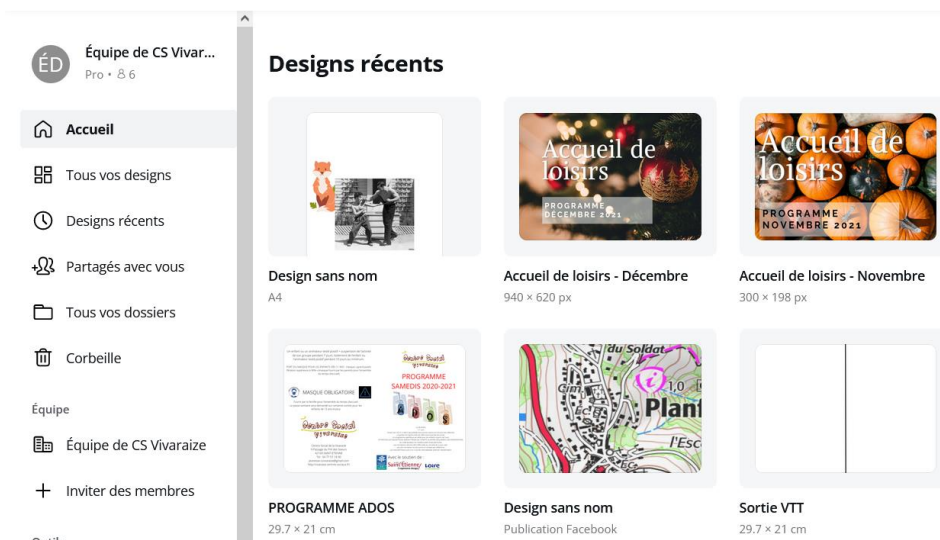 ÉD
Équipe de CS Vivar...
Pro • 6
Accueil
Tous vos designs
Designs récents
Partagés avec vous
Tous vos dossiers
Corbeille
Équipe
Équipe de CS Vivaraize
Inviter des membres
Designs récents
Accueil de
loisirs
PROGRAMME
DÉCEMBRE 2021
Accueil de
loisirs
PROGRAMME
NOVEMBRE 2021
Design sans nom
A4
Accueil de loisirs - Décembre
940 × 620 px
Accueil de loisirs - Novembre
300 × 198 px
MASQUE OBLIGATOIRE
PROGRAMME
SAMEDIS 2020-2021
Saint-Étienne
LOIRE
du Soldat
Plan
l'Esc
PROGRAMME ADOS
29.7 × 21 cm
Design sans nom
Publication Facebook
Sortie VTT
29.7 × 21 cm